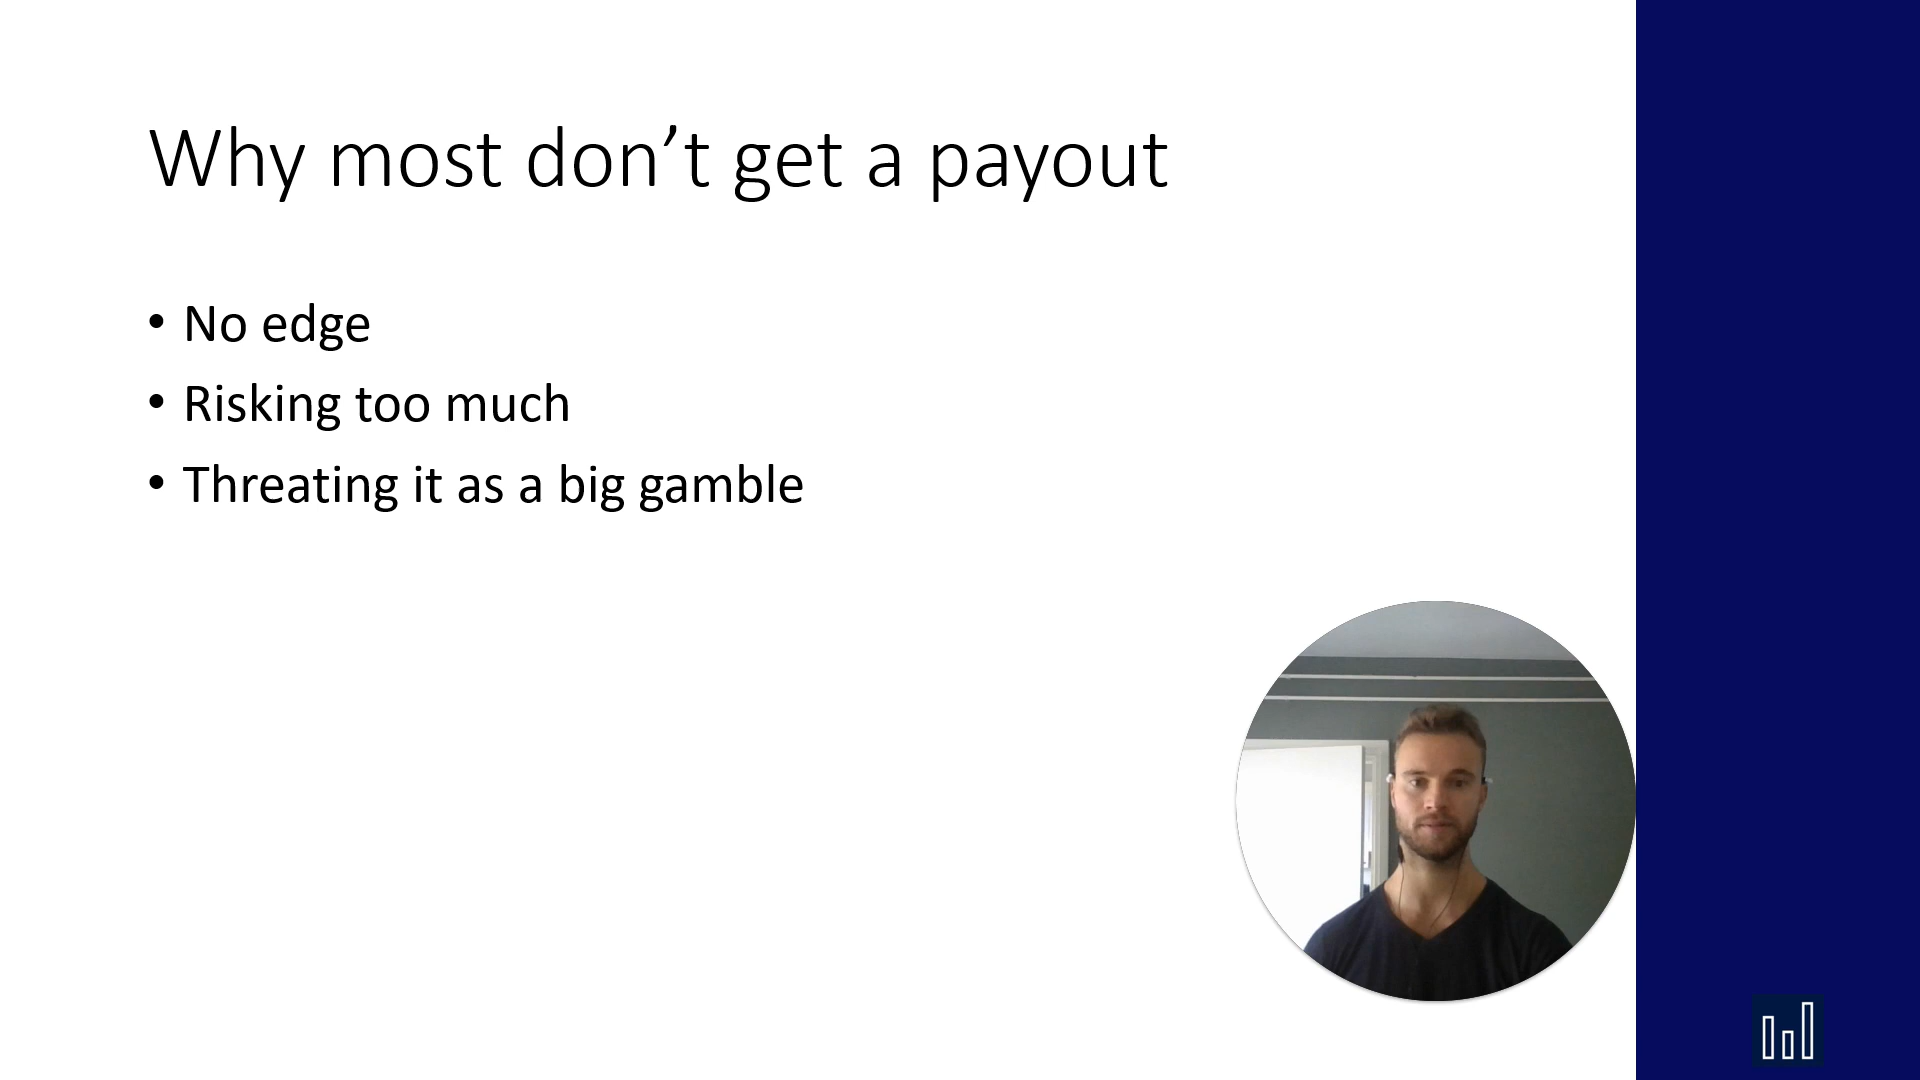 Why most don’t get a payout
• No edge
• Risking too much
• Threating it as a big gamble